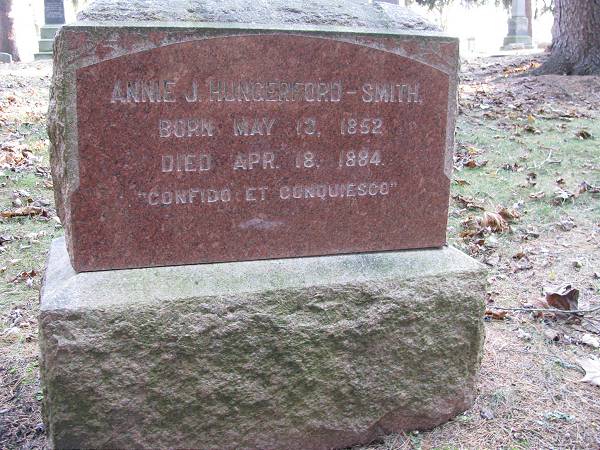 ANNIE J. HUNGERFORD-SMITH.
BORN MAY 13, 1852
DIED APR. 18, 1884.
"CONFIDO ET CONQUIESCO"